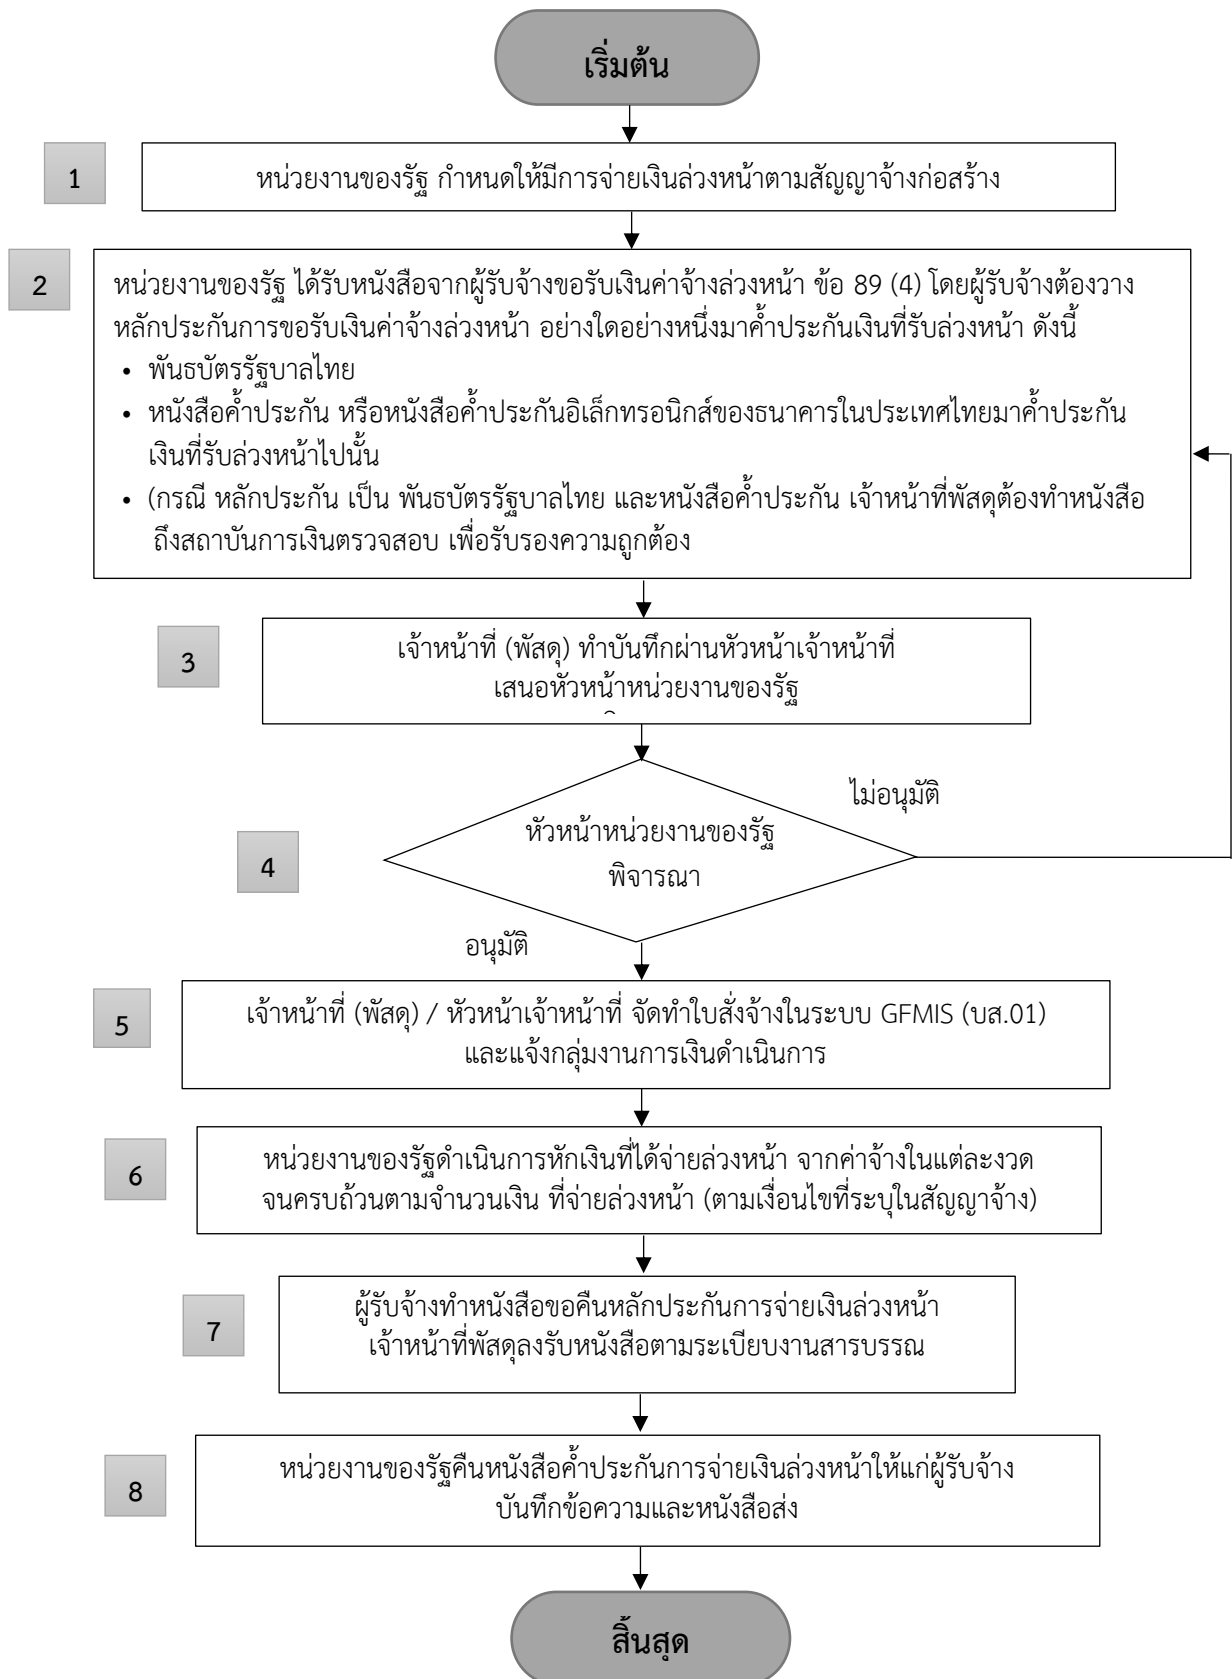 เริ่มต้น
1
หน่วยงานของรัฐ กำหนดให้มีการจ่ายเงินล่วงหน้าตามสัญญาจ้างก่อสร้าง
2
หน่วยงานของรัฐ ได้รับหนังสือจากผู้รับจ้างขอรับเงินค่าจ้างล่วงหน้า ข้อ 89 (4) โดยผู้รับจ้างต้องวาง
หลักประกันการขอรับเงินค่าจ้างล่วงหน้า อย่างใดอย่างหนึ่งมาค้ำประกันเงินที่รับล่วงหน้า ดังนี้
• พันธบัตรรัฐบาลไทย
• หนังสือค้ำประกัน หรือหนังสือค้ำประกันอิเล็กทรอนิกส์ของธนาคารในประเทศไทยมาค้ำประกัน
เงินที่รับล่วงหน้าไปนั้น
• (กรณี หลักประกัน เป็น พันธบัตรรัฐบาลไทย และหนังสือค้ำประกัน เจ้าหน้าที่พัสดุต้องทำหนังสือ
ถึงสถาบันการเงินตรวจสอบ เพื่อรับรองความถูกต้อง
3
เจ้าหน้าที่ (พัสดุ) ทำบันทึกผ่านหัวหน้าเจ้าหน้าที่
เสนอหัวหน้าหน่วยงานของรัฐ
ไม่อนุมัติ
4
หัวหน้าหน่วยงานของรัฐ
พิจารณา
อนุมัติ
5
เจ้าหน้าที่ (พัสดุ) / หัวหน้าเจ้าหน้าที่ จัดทำใบสั่งจ้างในระบบ GFMIS (บส.01)
และแจ้งกลุ่มงานการเงินดำเนินการ
6
หน่วยงานของรัฐดำเนินการหักเงินที่ได้จ่ายล่วงหน้า จากค่าจ้างในแต่ละงวด
จนครบถ้วนตามจำนวนเงิน ที่จ่ายล่วงหน้า (ตามเงื่อนไขที่ระบุในสัญญาจ้าง)
7
ผู้รับจ้างทำหนังสือขอคืนหลักประกันการจ่ายเงินล่วงหน้า
เจ้าหน้าที่พัสดุลงรับหนังสือตามระเบียบงานสารบรรณ
8
หน่วยงานของรัฐคืนหนังสือค้ำประกันการจ่ายเงินล่วงหน้าให้แก่ผู้รับจ้าง
บันทึกข้อความและหนังสือส่ง
สิ้นสุด